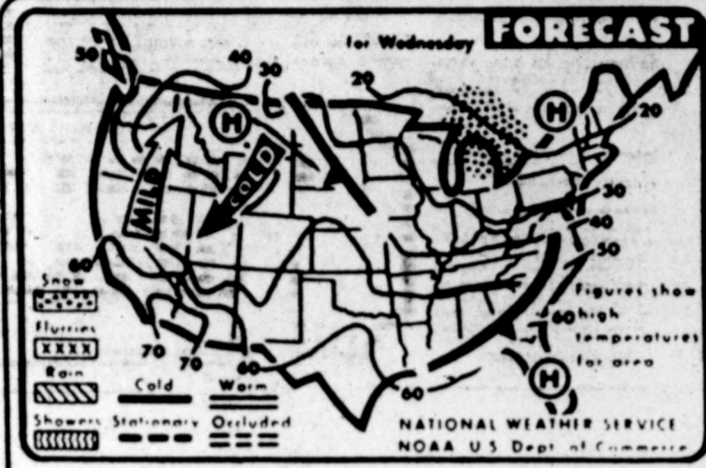 FORECAST
for Wednesday
50
40
30
20
H
H
20
COLD
MILD
30
40
50
60
Snow
Figures show
high
60
temperatures
for area
Flurries
XXXX
Rain
70
70
60
H
60
Cold
Warm
Showers
Stationary
Occluded
NATIONAL WEATHER SERVICE
NOAA U S Dept of Commerce